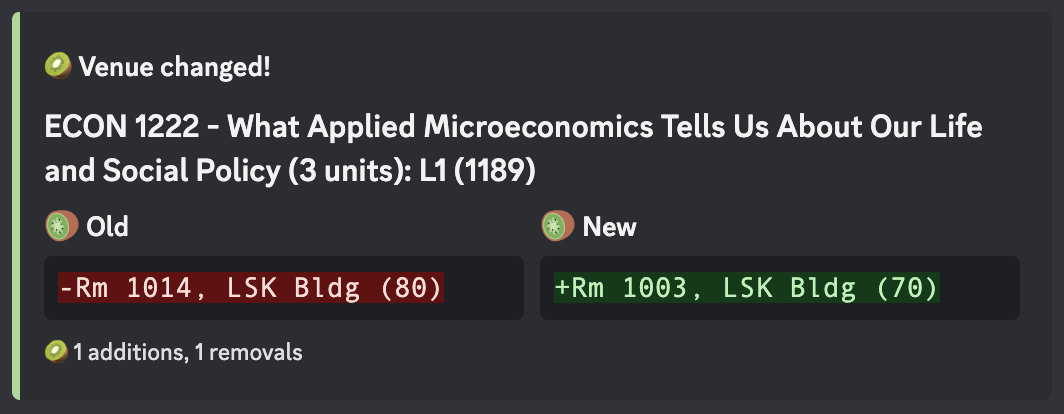 Venue changed!
ECON 1222 - What Applied Microeconomics Tells Us About Our Life
and Social Policy (3 units): L1 (1189)
Old
New
-Rm 1014, LSK Bldg (80)
+Rm 1003, LSK Bldg (70)
1 additions, 1 removals